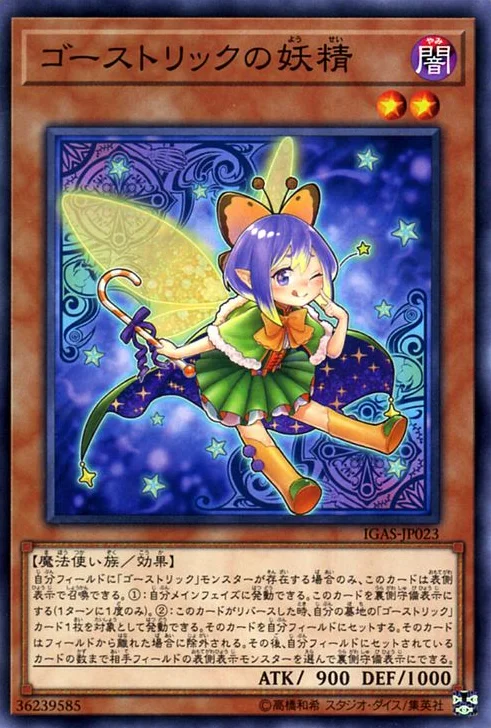 ゴーストリックの妖精
闇
IGAS-JP023
【魔法使い族／効果】
自分フィールドに「ゴーストリック」モンスターが存在する場合のみ、このカードは表側
表示で召喚できる。①：自分メインフェイズに発動できる。このカードを裏側守備表示に
する(1ターンに1度のみ)。②：このカードがリバースした時、自分の墓地の「ゴーストリック」
カード1枚を対象として発動できる。そのカードを自分フィールドにセットする。そのカード
はフィールドから離れた場合に除外される。その後、自分フィールドにセットされている
カードの数まで相手フィールドの表側表示モンスターを選んで裏側守備表示にできる。
ATK/ 900 DEF/1000
36239585
©高橋和希 スタジオ・ダイス/集英社